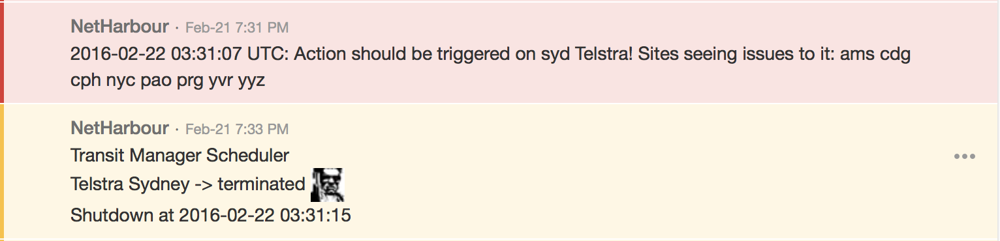 NetHarbour · Feb-21 7:31 PM
2016-02-22 03:31:07 UTC: Action should be triggered on syd Telstra! Sites seeing issues to it: ams cdg
cph nyc pao prg yvr yyz
NetHarbour · Feb-21 7:33 PM
Transit Manager Scheduler
Telstra Sydney -> terminated
Shutdown at 2016-02-22 03:31:15